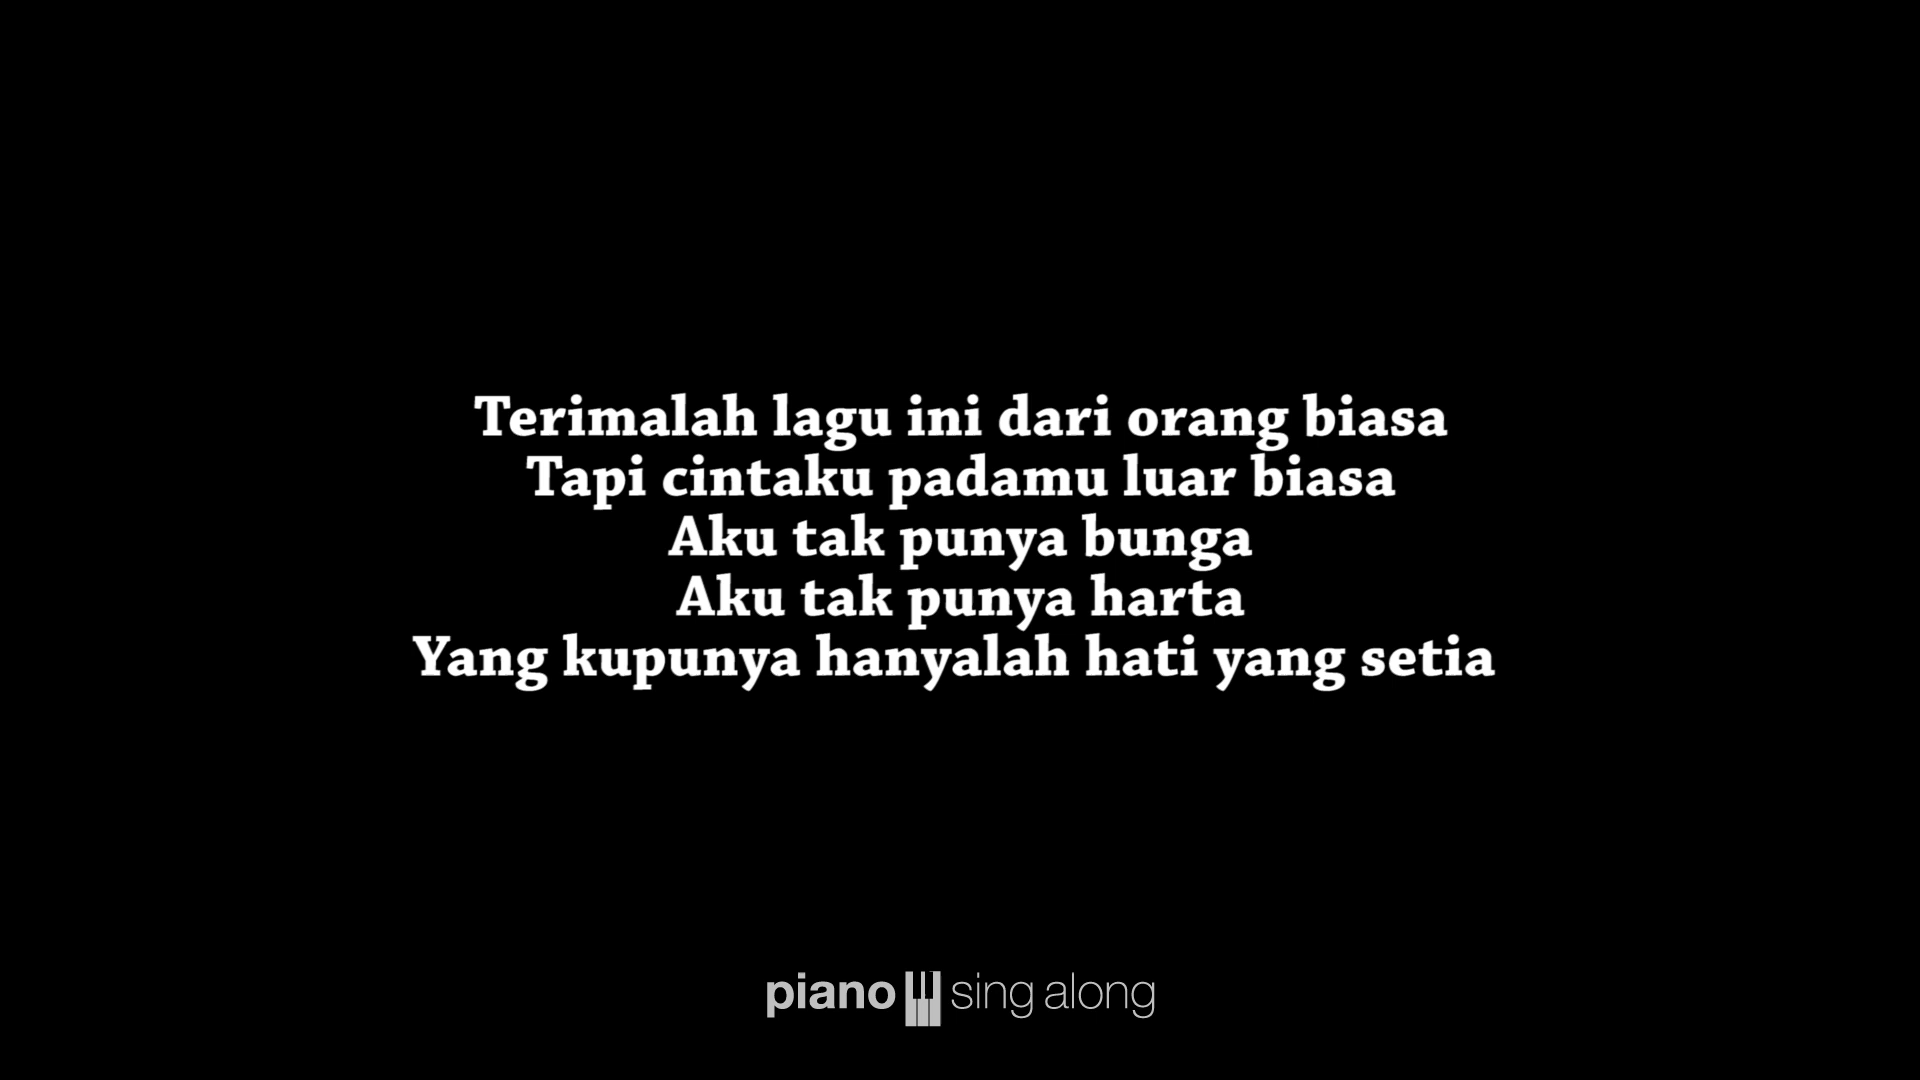 Terimalah lagu ini dari orang biasa
Tapi cintaku padamu luar biasa
Aku tak punya bunga
Aku tak punya harta
Yang kupunya hanyalah hati yang setia
piano sing along